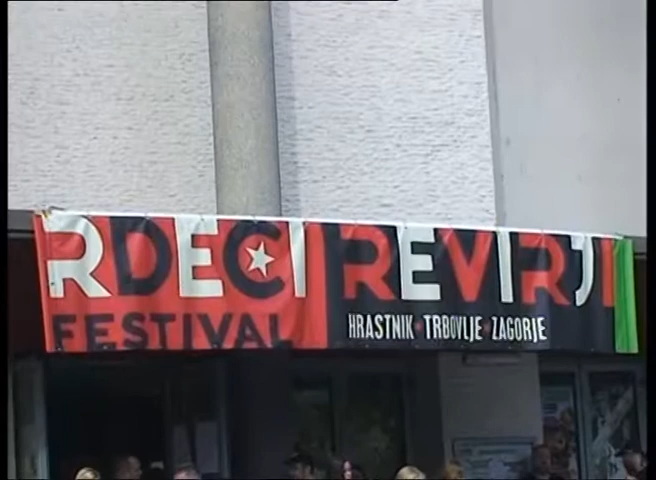 RDEČI REVIRJI
FESTIVAL
HRASTNIK • TRBOVLJE • ZAGORJE